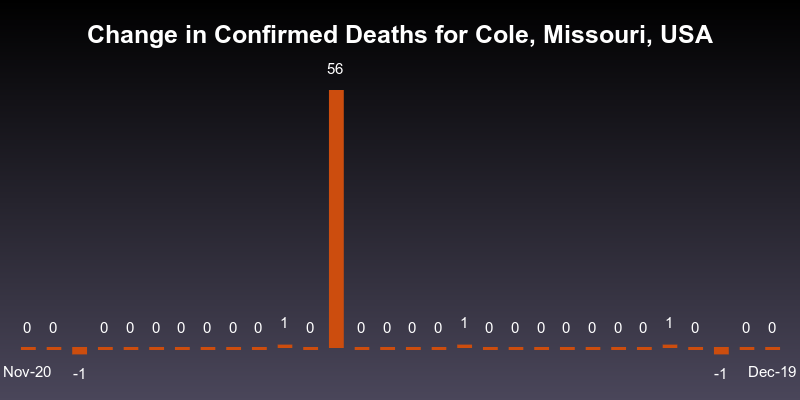 Change in Confirmed Deaths for Cole, Missouri, USA
56
0 0 0 0 0 0 0 0 0 1 0 0 0 0 0 1 0 0 0 0 0 0 0 1 0 0 0
Nov-20 -1 -1 Dec-19